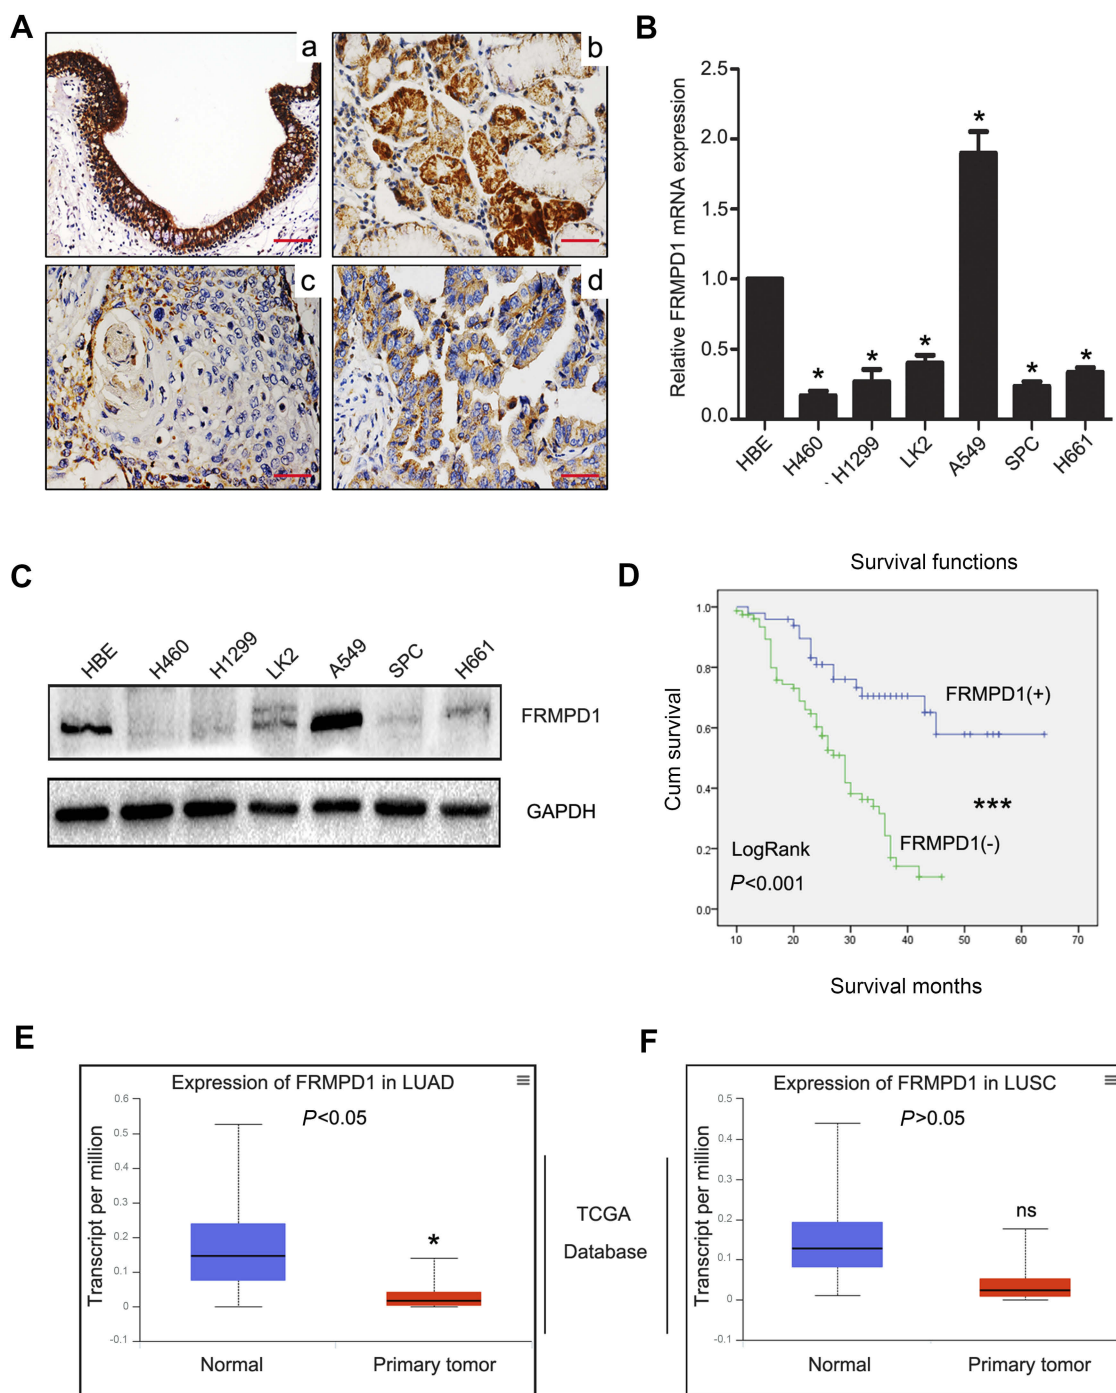 A
a
b
c
d
B
Relative FRMPD1 mRNA expression
2.5
2.0
1.5
1.0
0.5
0.0
*
*
*
*
*
*
HBE
H460
H1299
LK2
A549
SPC
H661
C
HBE
H460
H1299
LK2
A549
SPC
H661
FRMPD1
GAPDH
D
Survival functions
Cum survival
1.0
0.8
0.6
0.4
0.2
0.0
FRMPD1(+)
***
FRMPD1(-)
LogRank
P<0.001
10 20 30 40 50 60 70
Survival months
E
Expression of FRMPD1 in LUAD
P<0.05
Transcript per million
0.6
0.5
0.4
0.3
0.2
0.1
0
-0.1
*
Normal
Primary tomor
TCGA
Database
F
Expression of FRMPD1 in LUSC
P>0.05
Transcript per million
0.5
0.4
0.3
0.2
0.1
0
-0.1
ns
Normal
Primary tomor